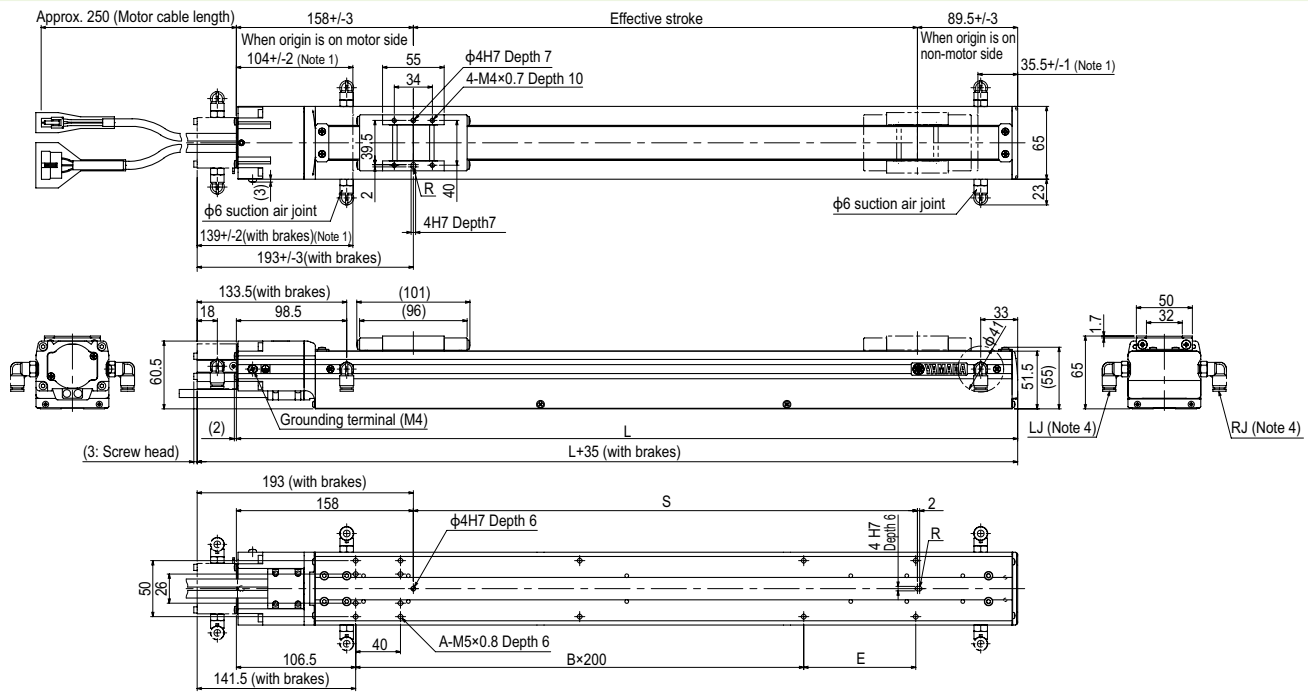 Approx. 250 (Motor cable length)
158+/-3
Effective stroke
89.5+/-3
When origin is on motor side
When origin is on
non-motor side
104+/-2 (Note 1)
55
ϕ4H7 Depth 7
35.5+/-1 (Note 1)
34
4-M4×0.7 Depth 10
39.5
65
(3)
2
R
40
23
ϕ6 suction air joint
ϕ6 suction air joint
4H7 Depth7
139+/-2(with brakes)(Note 1)
193+/-3(with brakes)
133.5(with brakes)
(101)
18
98.5
(96)
33
50
32
1.7
ϕ41
60.5
YAMAHA
51.5
(55)
65
Grounding terminal (M4)
LJ (Note 4)
RJ (Note 4)
(2)
L
(3: Screw head)
L+35 (with brakes)
193 (with brakes)
158
S
2
ϕ4H7 Depth 6
4 H7
Depth 6
R
50
26
40
A-M5×0.8 Depth 6
106.5
B×200
E
141.5 (with brakes)